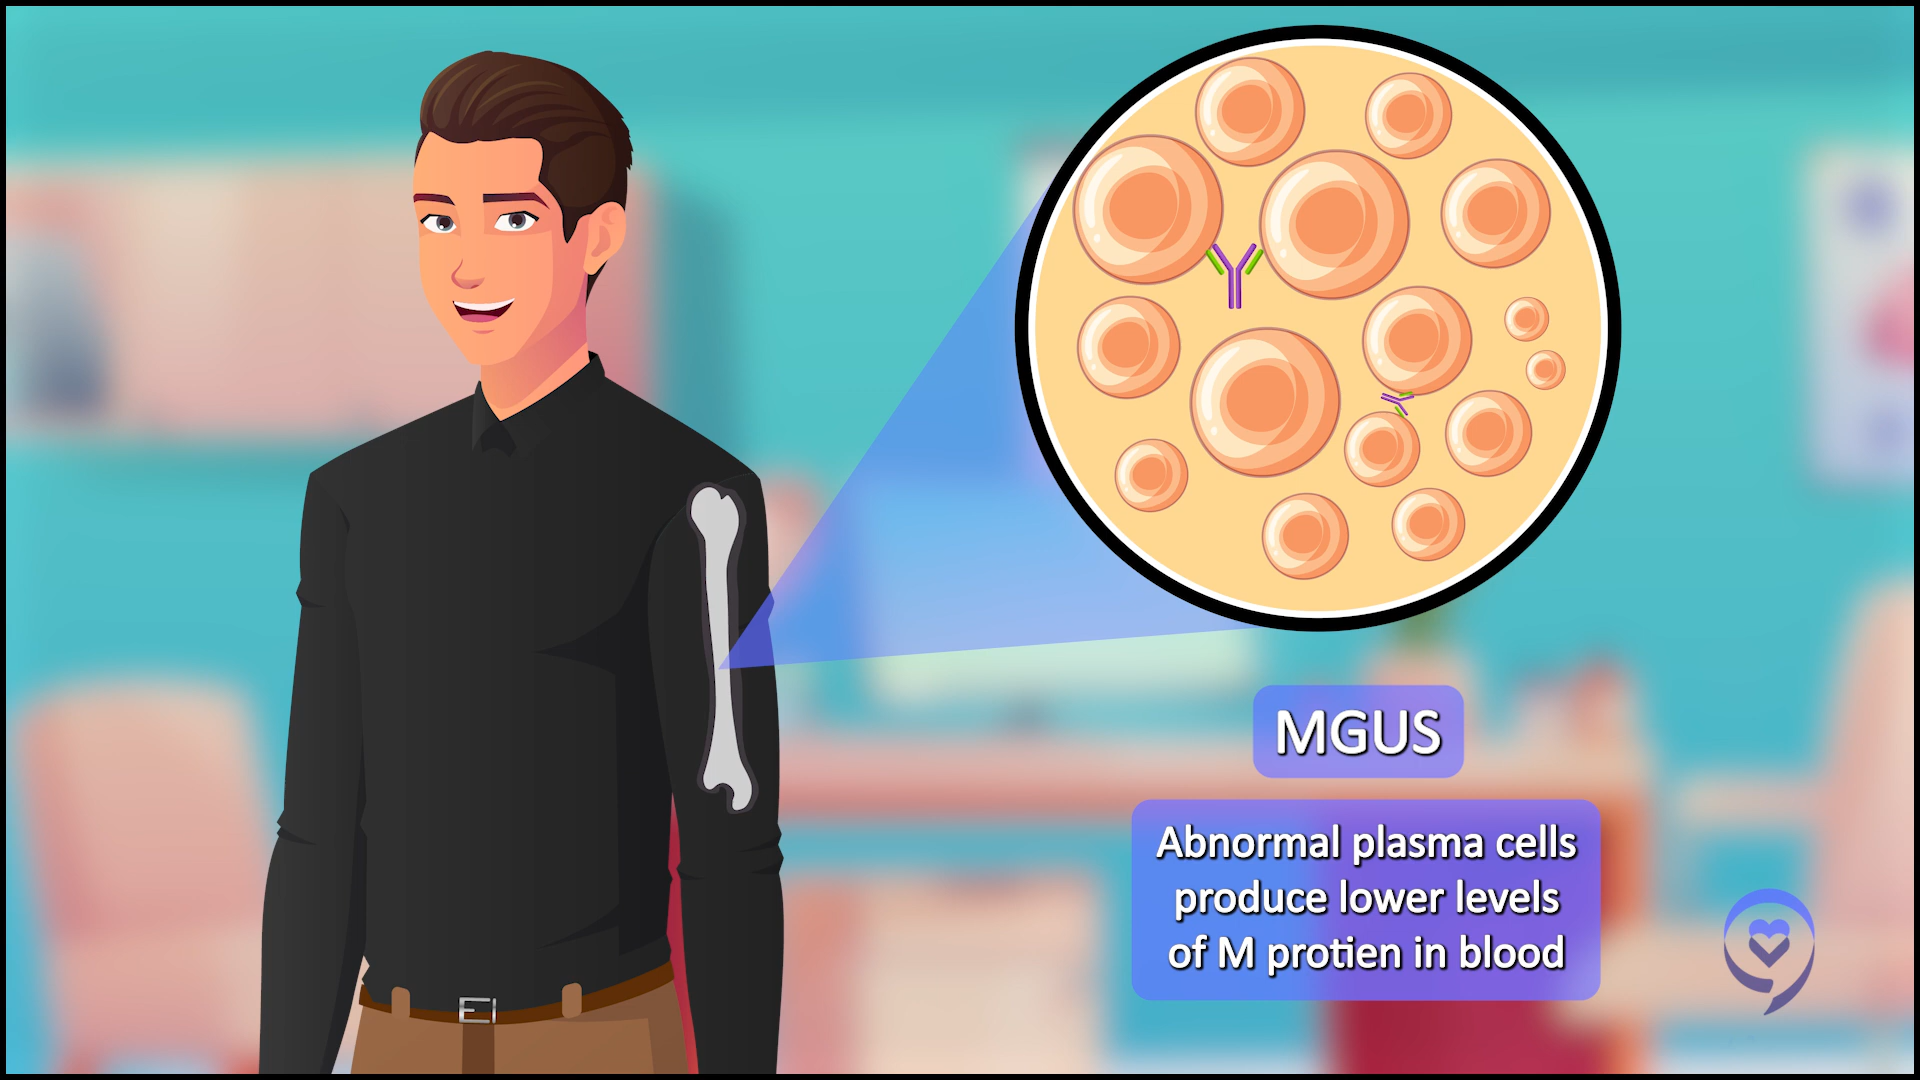 MGUS
Abnormal plasma cells
produce lower levels
of M protien in blood